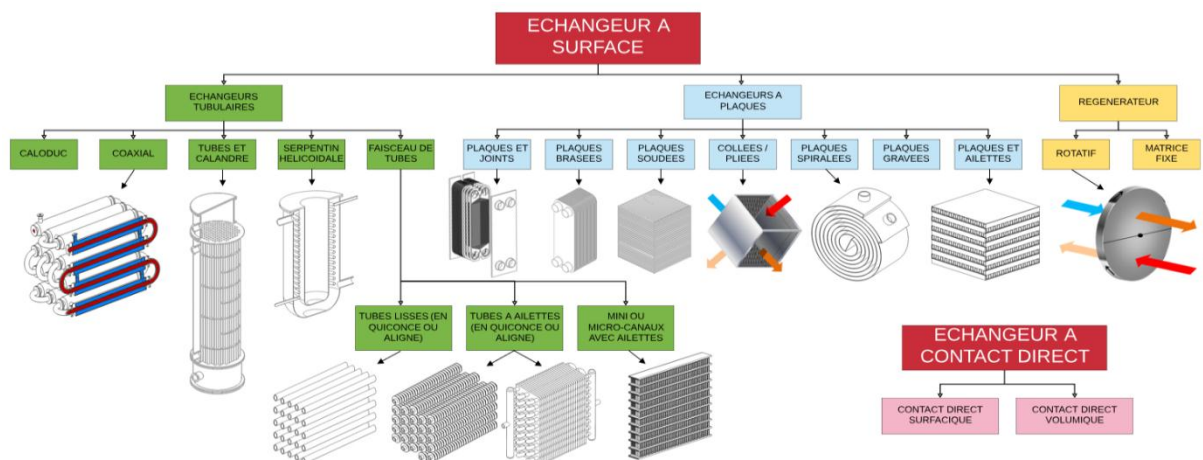 ECHANGEUR A
SURFACE
ECHANGEURS
TUBULAIRES
ECHANGEURS A
PLAQUES
REGENERATEUR
CALODUC
COAXIAL
TUBES ET
CALANDRE
SERPENTIN
HELICOIDALE
FAISCEAU DE
TUBES
PLAQUES ET
JOINTS
PLAQUES
BRASEES
PLAQUES
SOUDEES
COLLEES /
PLIEES
PLAQUES
SPIRALEES
PLAQUES
GRAVEES
PLAQUES ET
AILETTES
ROTATIF
MATRICE
FIXE
TUBES LISSES (EN
QUICONCE OU
ALIGNE)
TUBES A AILETTES
(EN QUICONCE OU
ALIGNE)
MINI OU
MICRO-CANAUX
AVEC AILETTES
ECHANGEUR A
CONTACT DIRECT
CONTACT DIRECT
SURFACIQUE
CONTACT DIRECT
VOLUMIQUE